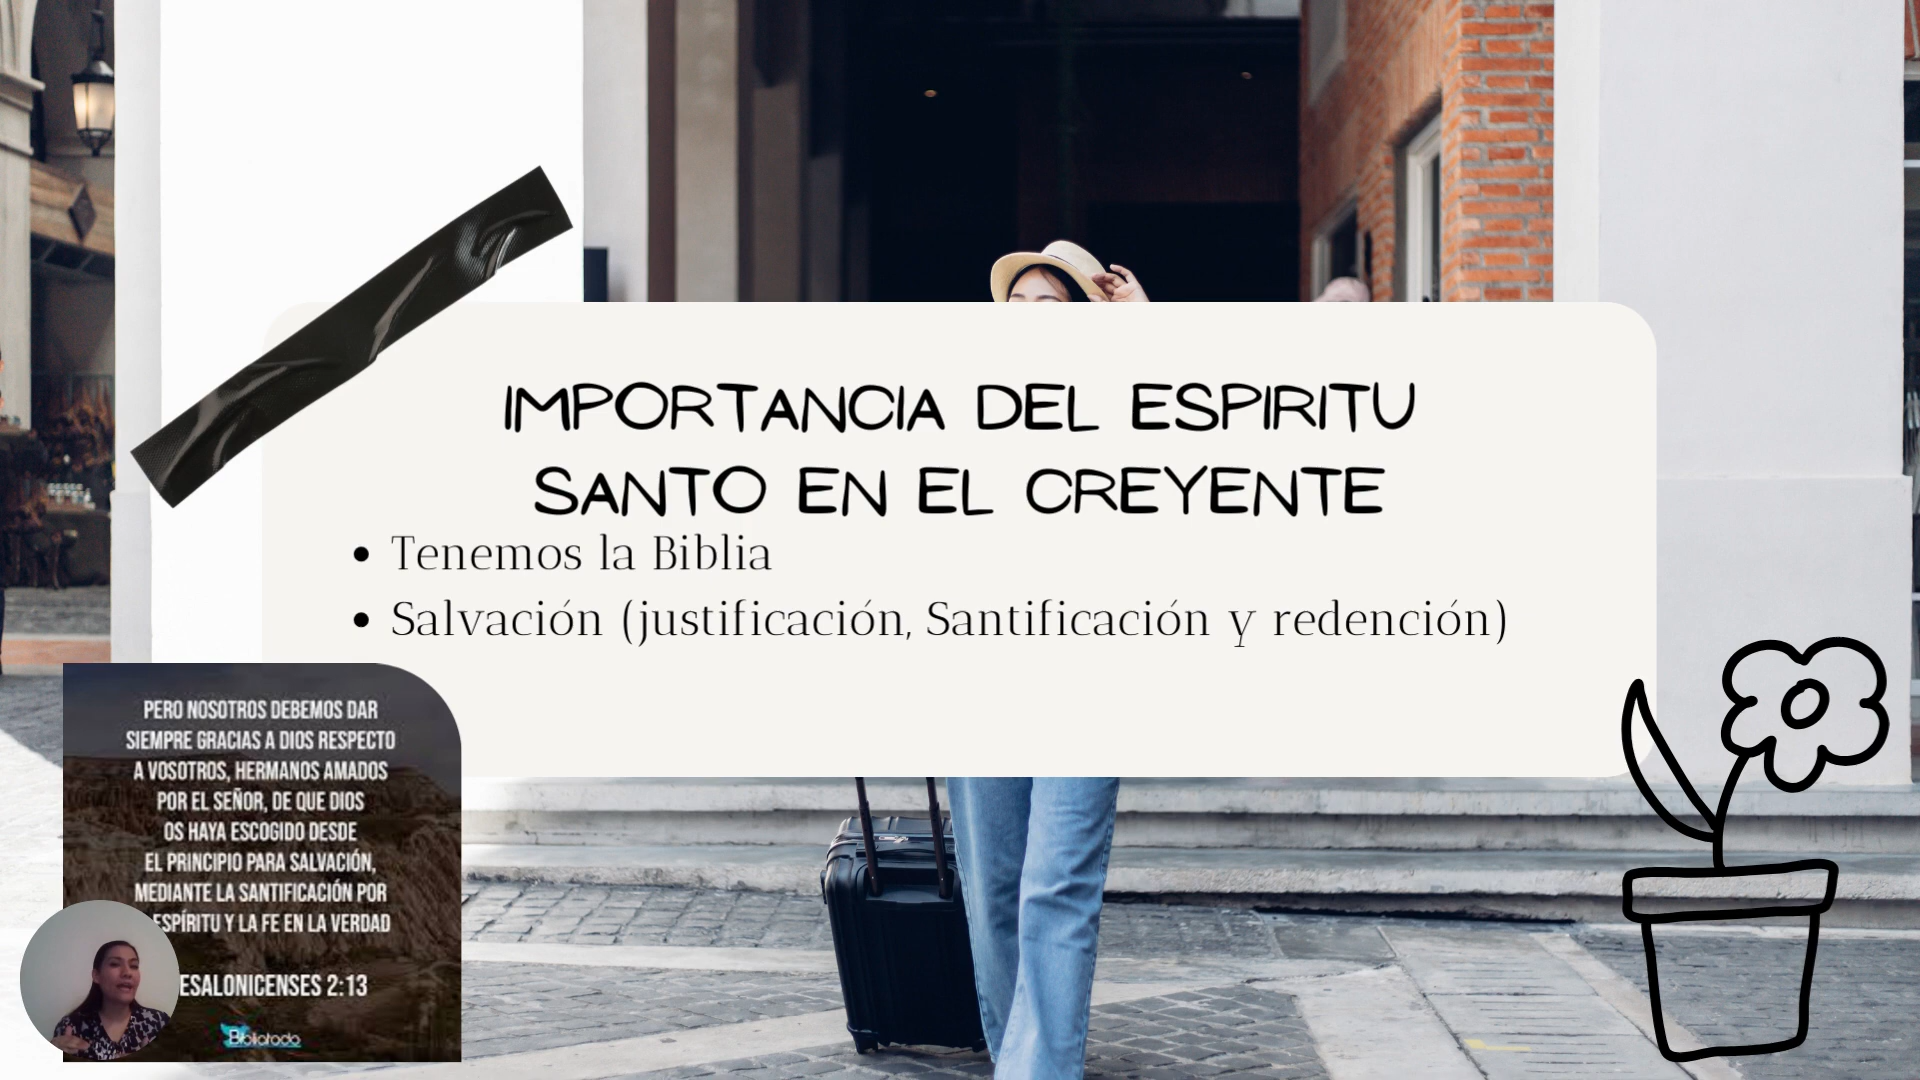 IMPORTANCIA DEL ESPIRITU
SANTO EN EL CREYENTE
• Tenemos la Biblia
• Salvación (justificación, Santificación y redención)
PERO NOSOTROS DEBEMOS DAR
SIEMPRE GRACIAS A DIOS RESPECTO
A VOSOTROS, HERMANOS AMADOS
POR EL SEÑOR, DE QUE DIOS
OS HAYA ESCOGIDO DESDE
EL PRINCIPIO PARA SALVACIÓN,
MEDIANTE LA SANTIFICACIÓN POR
ESPÍRITU Y LA FE EN LA VERDAD
ESALONICENSES 2:13
Bibliatodo